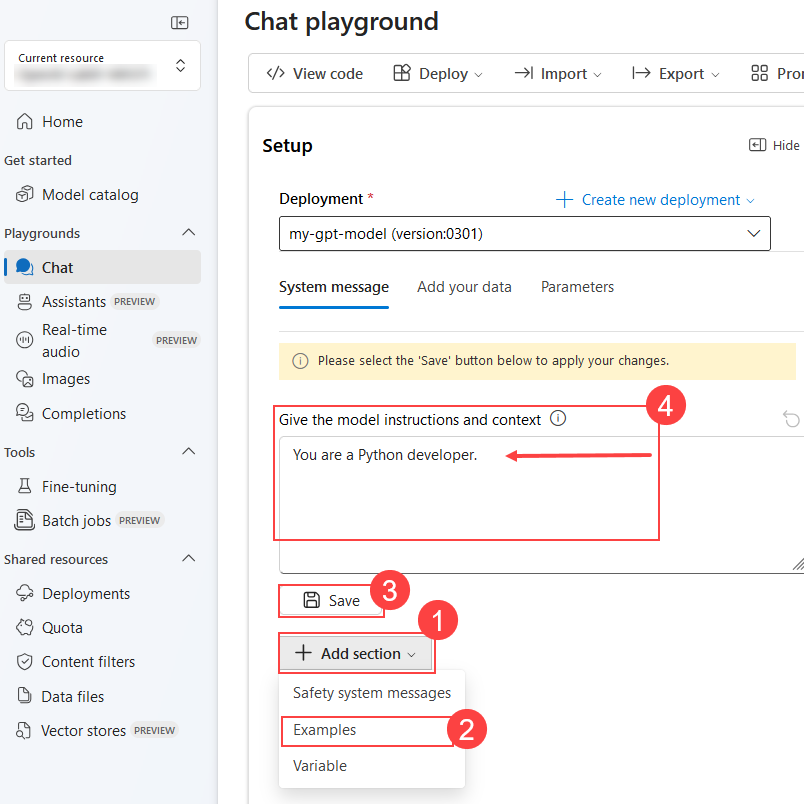 Chat playground
Current resource
View code
Deploy
Import
Export
Home
Get started
Model catalog
Playgrounds
Chat
Assistants PREVIEW
Real-time
audio
PREVIEW
Images
Completions
Tools
Fine-tuning
Batch jobs PREVIEW
Shared resources
Deployments
Quota
Content filters
Data files
Vector stores PREVIEW
Setup
Hide
Deployment *
Create new deployment
my-gpt-model (version:0301)
System message
Add your data
Parameters
Please select the 'Save' button below to apply your changes.
4
Give the model instructions and context
You are a Python developer.
3
Save
1
Add section
Safety system messages
Examples
2
Variable